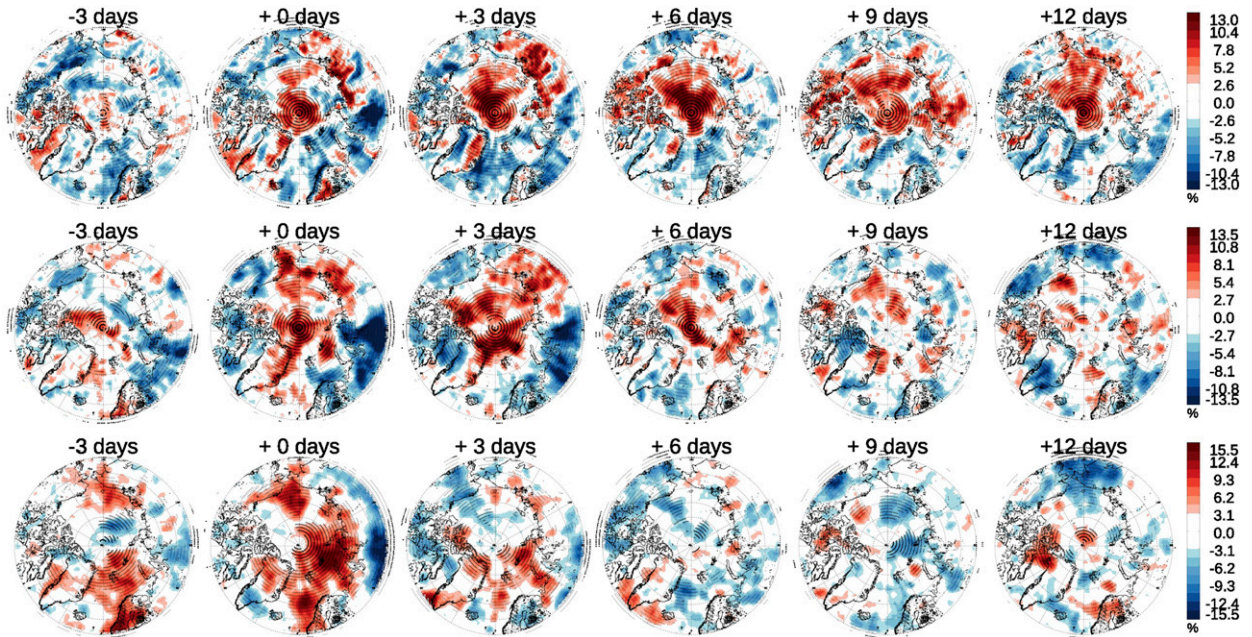 -3 days
+ 0 days
+ 3 days
+ 6 days
+ 9 days
+12 days
13.0
10.4
7.8
5.2
2.6
0.0
-2.6
-5.2
-7.8
-10.4
-13.0
%
-3 days
+ 0 days
+ 3 days
+ 6 days
+ 9 days
+12 days
13.5
10.8
8.1
5.4
2.7
0.0
-2.7
-5.4
-8.1
-10.8
-13.5
%
-3 days
+ 0 days
+ 3 days
+ 6 days
+ 9 days
+12 days
15.5
12.4
9.3
6.2
3.1
0.0
-3.1
-6.2
-9.3
-12.4
-15.5
%